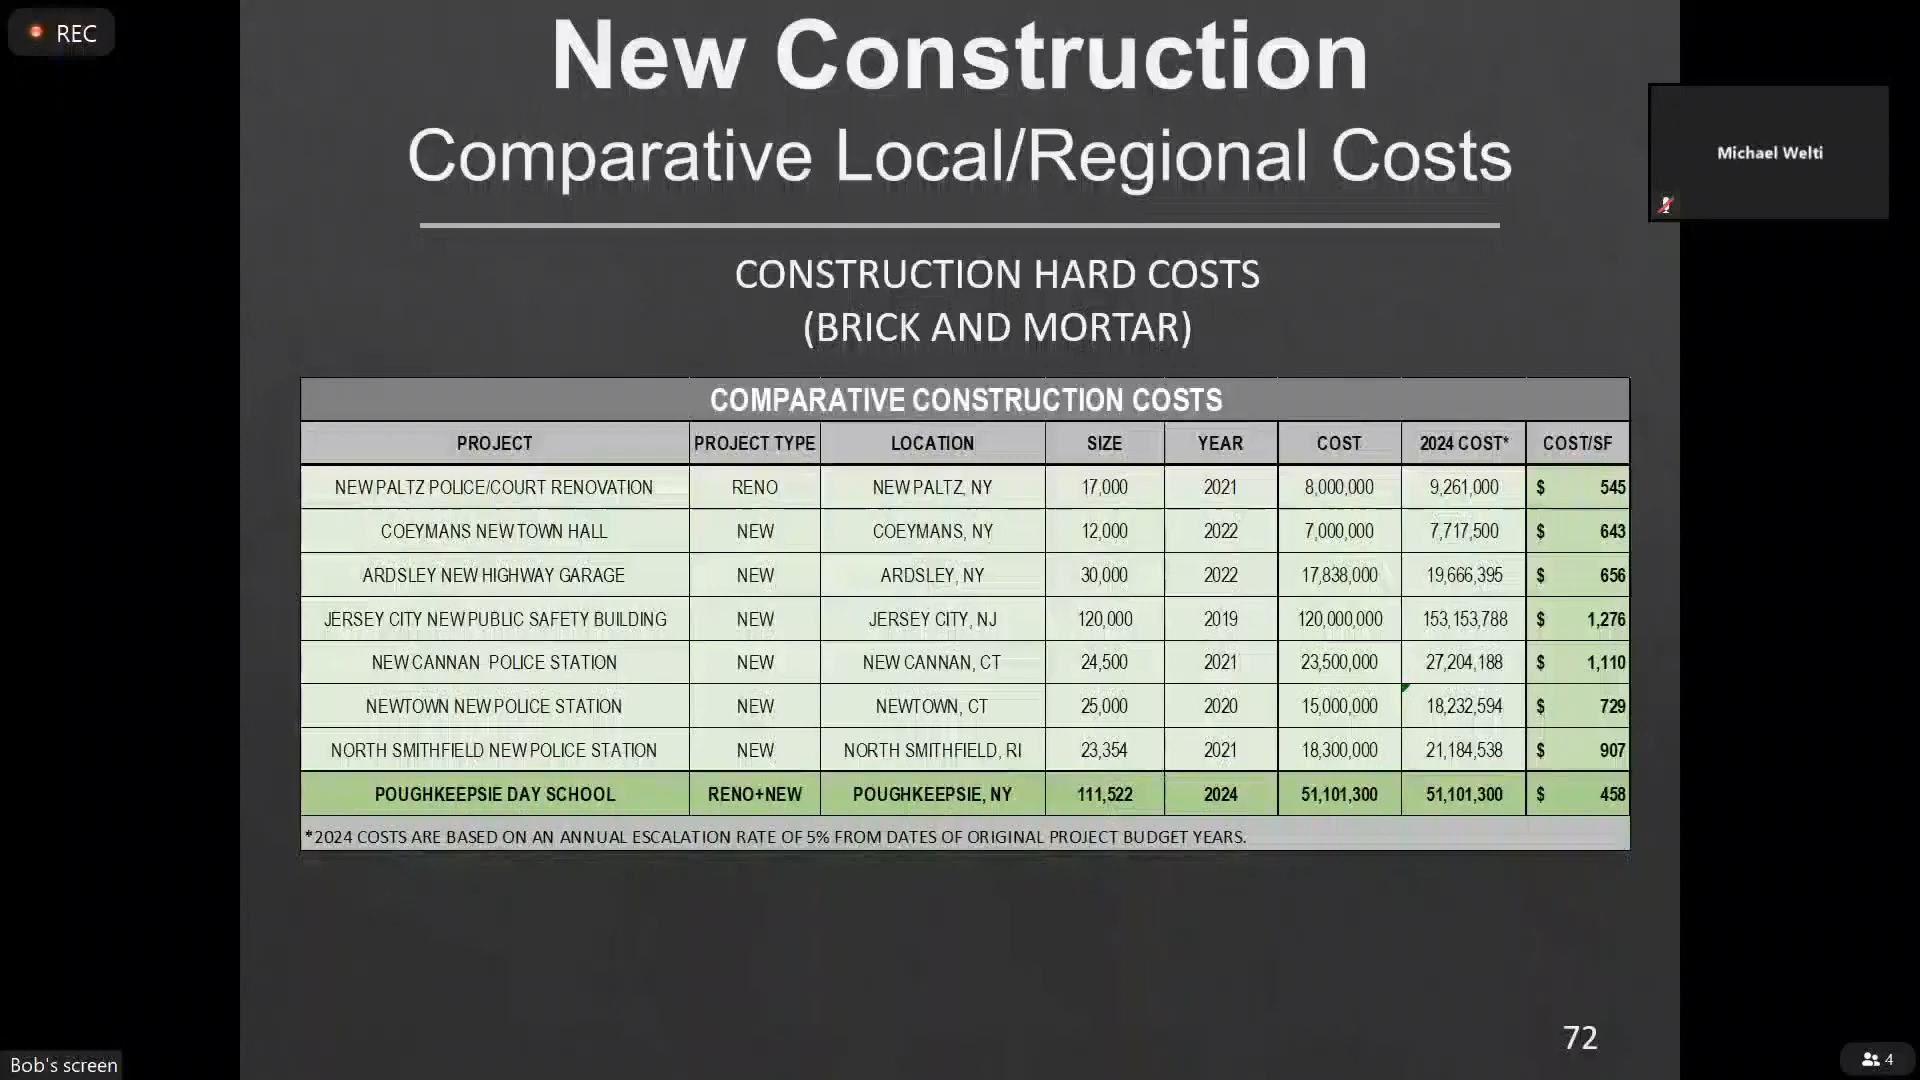 REC
New Construction
Comparative Local/Regional Costs
Michael Welti
CONSTRUCTION HARD COSTS
(BRICK AND MORTAR)
COMPARATIVE CONSTRUCTION COSTS
PROJECT PROJECT TYPE LOCATION SIZE YEAR COST 2024 COST* COST/SF
NEW PALTZ POLICE/COURT RENOVATION RENO NEW PALTZ, NY 17,000 2021 8,000,000 9,261,000 $ 545
COEYMANS NEW TOWN HALL NEW COEYMANS, NY 12,000 2022 7,000,000 7,717,500 $ 643
ARDSLEY NEW HIGHWAY GARAGE NEW ARDSLEY, NY 30,000 2022 17,838,000 19,666,395 $ 656
JERSEY CITY NEW PUBLIC SAFETY BUILDING NEW JERSEY CITY, NJ 120,000 2019 120,000,000 153,153,788 $ 1,276
NEW CANNAN POLICE STATION NEW NEW CANNAN, CT 24,500 2021 23,500,000 27,204,188 $ 1,110
NEWTOWN NEW POLICE STATION NEW NEWTOWN, CT 25,000 2020 15,000,000 18,232,594 $ 729
NORTH SMITHFIELD NEW POLICE STATION NEW NORTH SMITHFIELD, RI 23,354 2021 18,300,000 21,184,538 $ 907
POUGHKEEPSIE DAY SCHOOL RENO+NEW POUGHKEEPSIE, NY 111,522 2024 51,101,300 51,101,300 $ 458
*2024 COSTS ARE BASED ON AN ANNUAL ESCALATION RATE OF 5% FROM DATES OF ORIGINAL PROJECT BUDGET YEARS.
72
Bob's screen
4